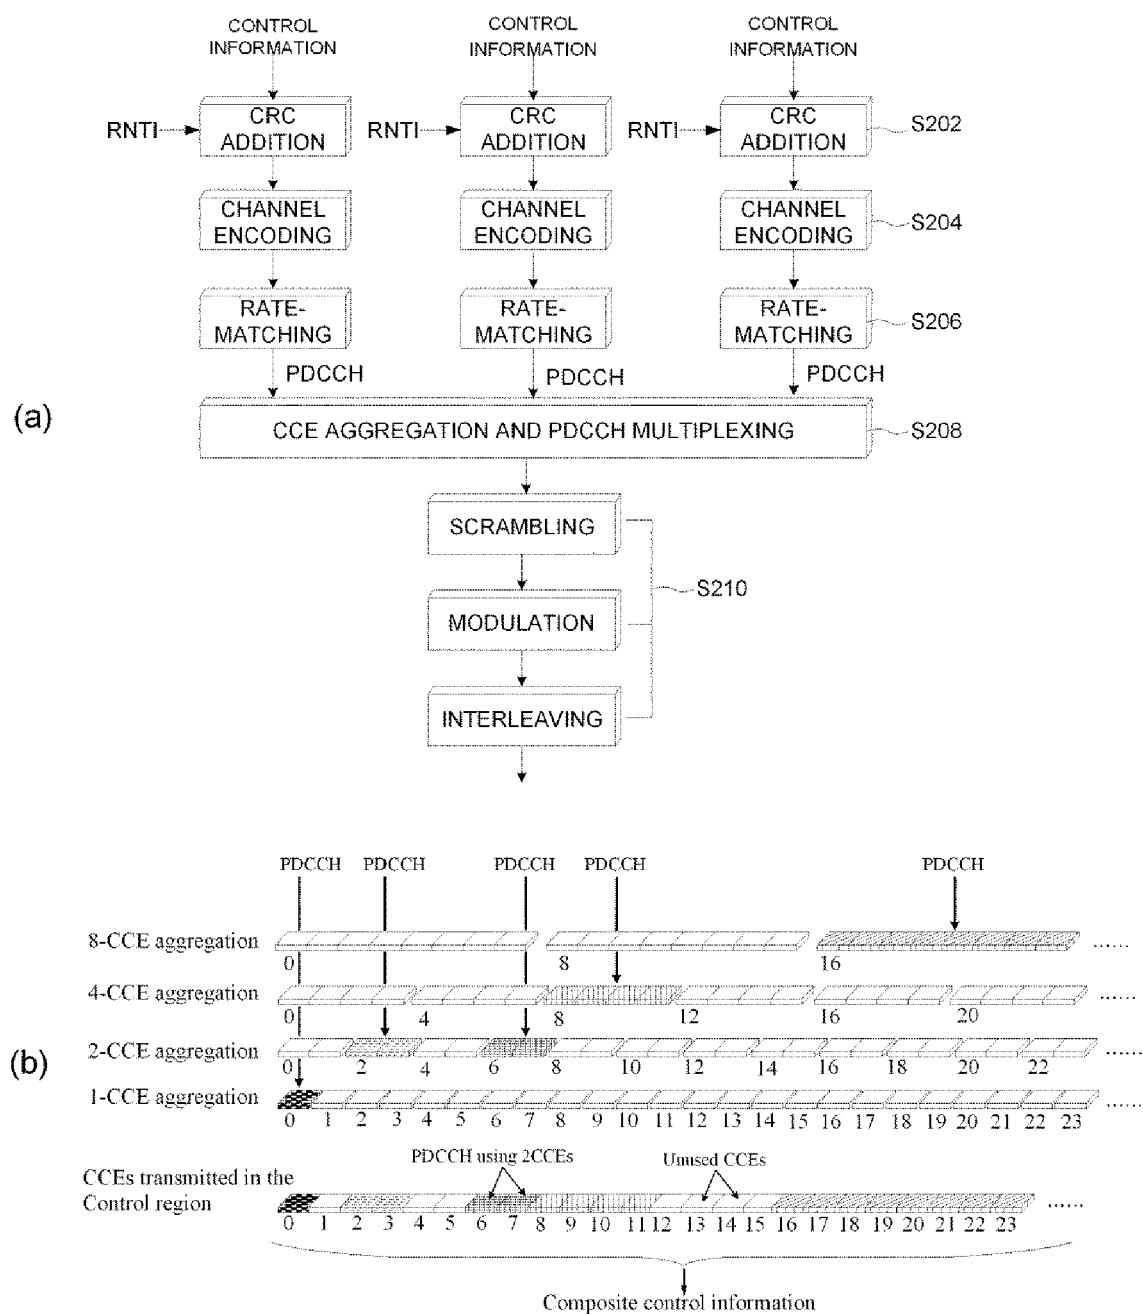 CONTROL INFORMATION CONTROL INFORMATION CONTROL INFORMATION
RNTI CRC ADDITION RNTI CRC ADDITION RNTI CRC ADDITION S202
CHANNEL ENCODING CHANNEL ENCODING CHANNEL ENCODING S204
RATE-MATCHING RATE-MATCHING RATE-MATCHING S206
PDCCH PDCCH PDCCH
(a)
CCE AGGREGATION AND PDCCH MULTIPLEXING S208
SCRAMBLING
MODULATION S210
INTERLEAVING
PDCCH PDCCH PDCCH PDCCH PDCCH
8-CCE aggregation ......
0 8 16
4-CCE aggregation ......
0 4 8 12 16 20
(b)
2-CCE aggregation ......
0 2 4 6 8 10 12 14 16 18 20 22
1-CCE aggregation ......
0 1 2 3 4 5 6 7 8 9 10 11 12 13 14 15 16 17 18 19 20 21 22 23
PDCCH using 2CCEs Unused CCEs
CCEs transmitted in the
Control region ......
0 1 2 3 4 5 6 7 8 9 10 11 12 13 14 15 16 17 18 19 20 21 22 23
Composite control information